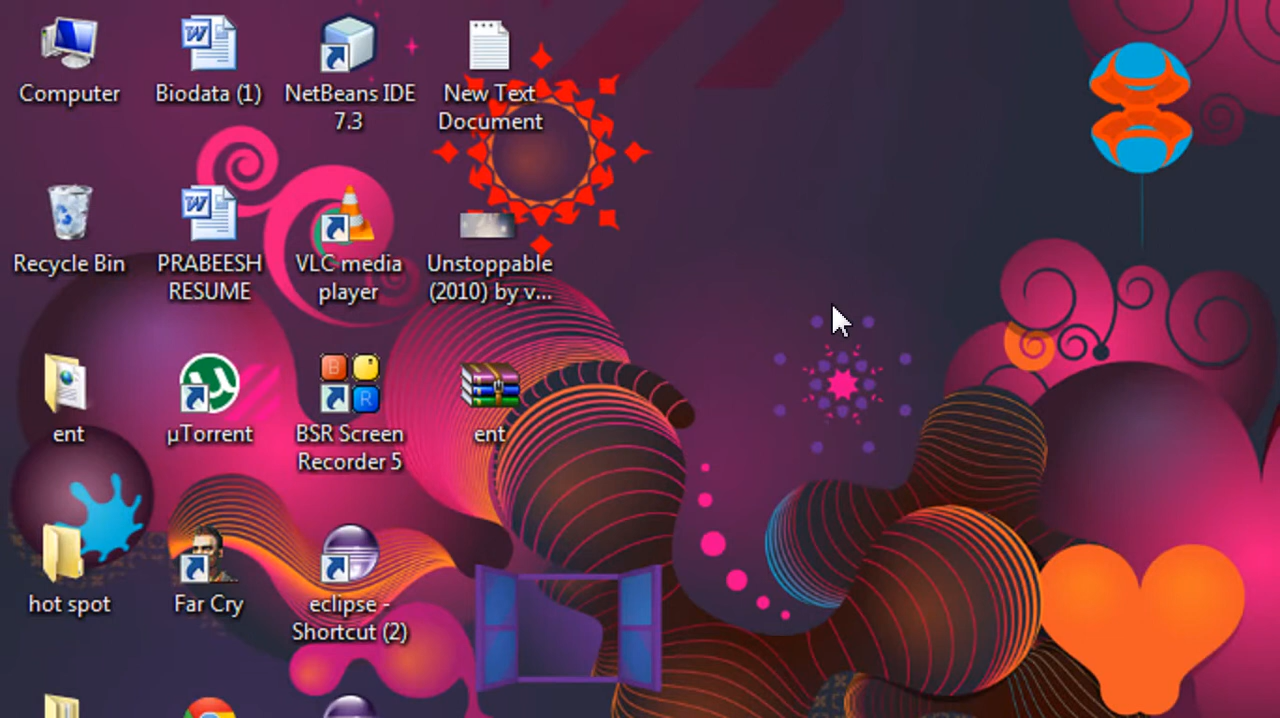 Computer
Biodata (1)
NetBeans IDE
7.3
New Text
Document
Recycle Bin
PRABEESH
RESUME
VLC media
player
Unstoppable
(2010) by v...
ent
µTorrent
BSR Screen
Recorder 5
ent
hot spot
Far Cry
eclipse -
Shortcut (2)